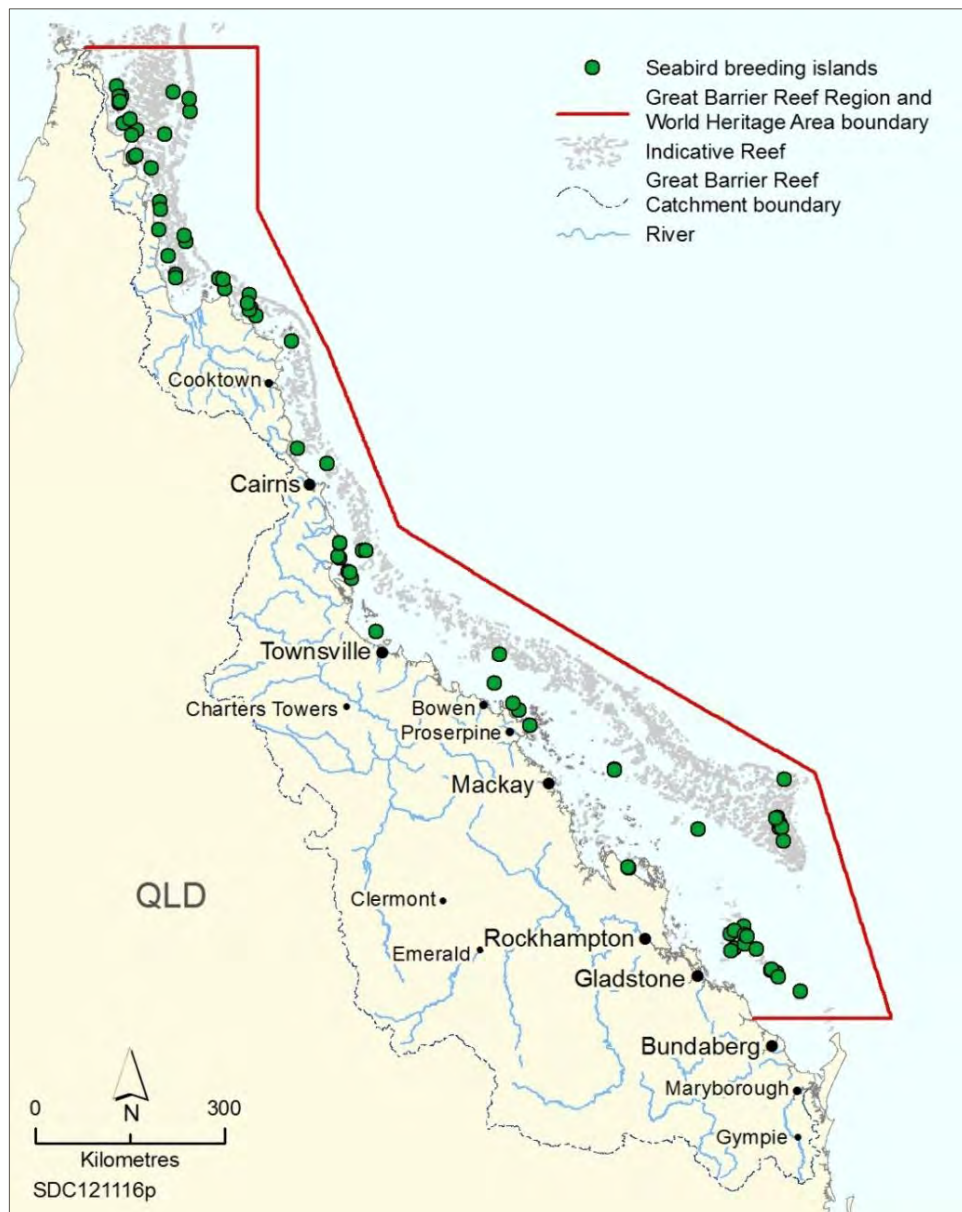 Seabird breeding islands
Great Barrier Reef Region and
World Heritage Area boundary
Indicative Reef
Great Barrier Reef
Catchment boundary
River
Cooktown
Cairns
Townsville
Charters Towers
Bowen
Proserpine
Mackay
QLD
Clermont
Emerald
Rockhampton
Gladstone
Bundaberg
Maryborough
Gympie
N
0 300
Kilometres
SDC121116p